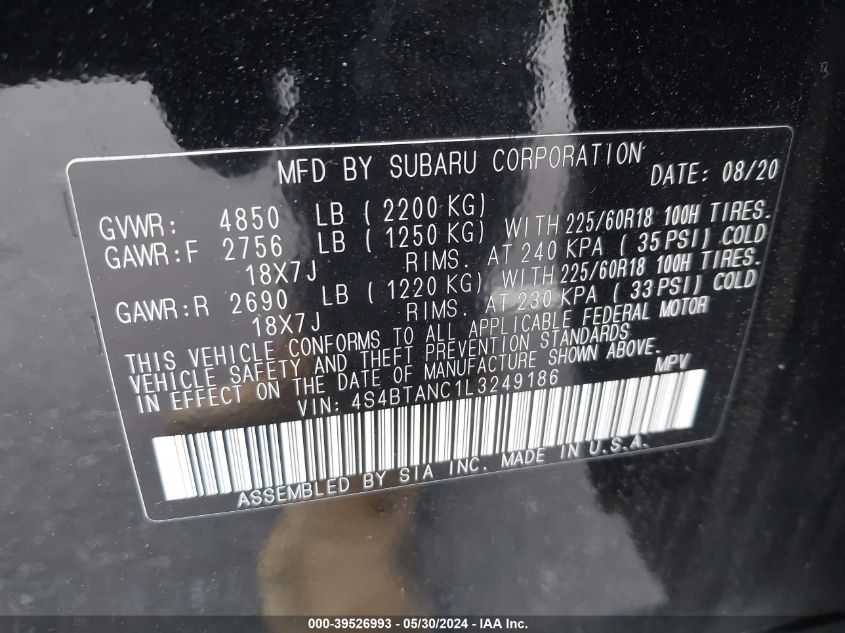 MFD BY SUBARU CORPORATION DATE: 08/20
GVWR: 4850 LB ( 2200 KG)
GAWR:F 2756 LB ( 1250 KG) WITH 225/60R18 100H TIRES.
18X7J RIMS. AT 240 KPA ( 35 PSI) COLD
GAWR:R 2690 LB ( 1220 KG) WITH 225/60R18 100H TIRES.
18X7J RIMS. AT 230 KPA ( 33 PSI) COLD
THIS VEHICLE CONFORMS TO ALL APPLICABLE FEDERAL MOTOR
VEHICLE SAFETY AND THEFT PREVENTION STANDARDS
IN EFFECT ON THE DATE OF MANUFACTURE SHOWN ABOVE.
VIN: 4S4BTANC1L3249186 MPV
ASSEMBLED BY SIA INC. MADE IN U.S.A.
000-39526993 - 05/30/2024 - IAA Inc.